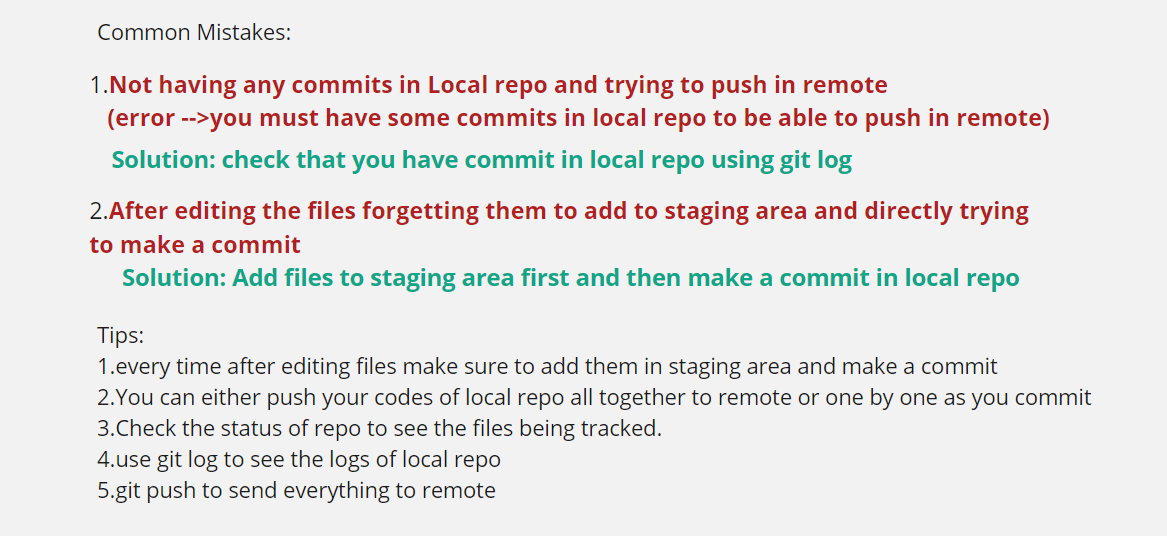 Common Mistakes:
1.Not having any commits in Local repo and trying to push in remote
(error -->you must have some commits in local repo to be able to push in remote)
Solution: check that you have commit in local repo using git log
2.After editing the files forgetting them to add to staging area and directly trying
to make a commit
Solution: Add files to staging area first and then make a commit in local repo
Tips:
1.every time after editing files make sure to add them in staging area and make a commit
2.You can either push your codes of local repo all together to remote or one by one as you commit
3.Check the status of repo to see the files being tracked.
4.use git log to see the logs of local repo
5.git push to send everything to remote